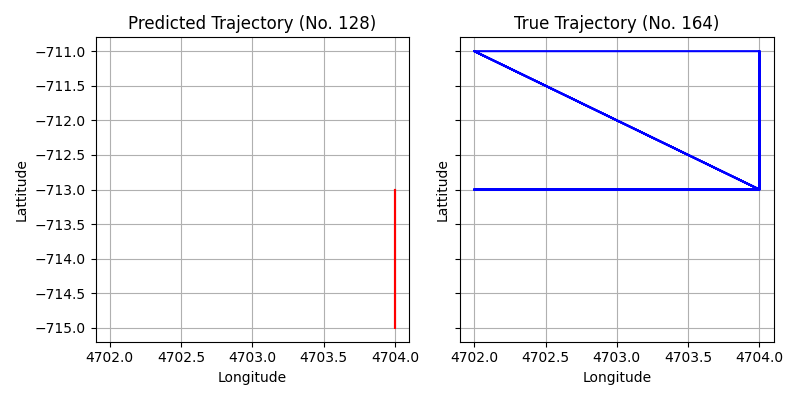 Predicted Trajectory (No. 128)
True Trajectory (No. 164)
−711.0
−711.5
−712.0
−712.5
−713.0
−713.5
−714.0
−714.5
−715.0
Lattitude
Lattitude
4702.0 4702.5 4703.0 4703.5 4704.0
4702.0 4702.5 4703.0 4703.5 4704.0
Longitude
Longitude